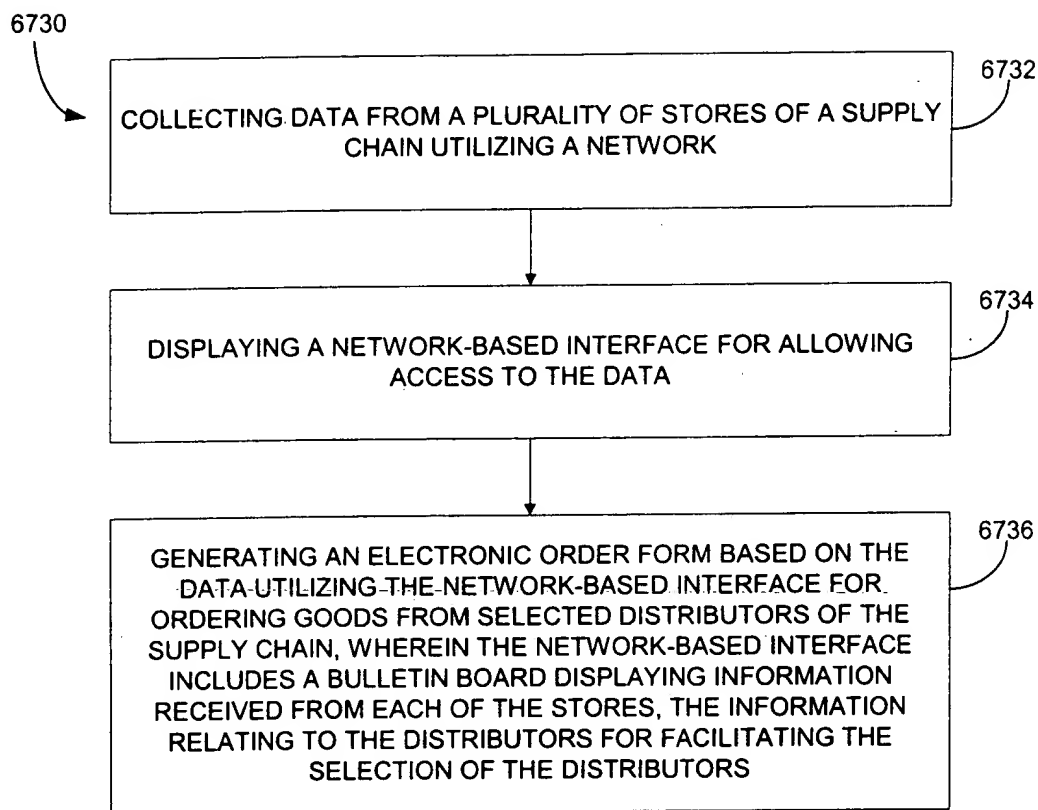 6730
6732
COLLECTING DATA FROM A PLURALITY OF STORES OF A SUPPLY
CHAIN UTILIZING A NETWORK
6734
DISPLAYING A NETWORK-BASED INTERFACE FOR ALLOWING
ACCESS TO THE DATA
6736
GENERATING AN ELECTRONIC ORDER FORM BASED ON THE
DATA UTILIZING THE NETWORK-BASED INTERFACE FOR
ORDERING GOODS FROM SELECTED DISTRIBUTORS OF THE
SUPPLY CHAIN, WHEREIN THE NETWORK-BASED INTERFACE
INCLUDES A BULLETIN BOARD DISPLAYING INFORMATION
RECEIVED FROM EACH OF THE STORES, THE INFORMATION
RELATING TO THE DISTRIBUTORS FOR FACILITATING THE
SELECTION OF THE DISTRIBUTORS